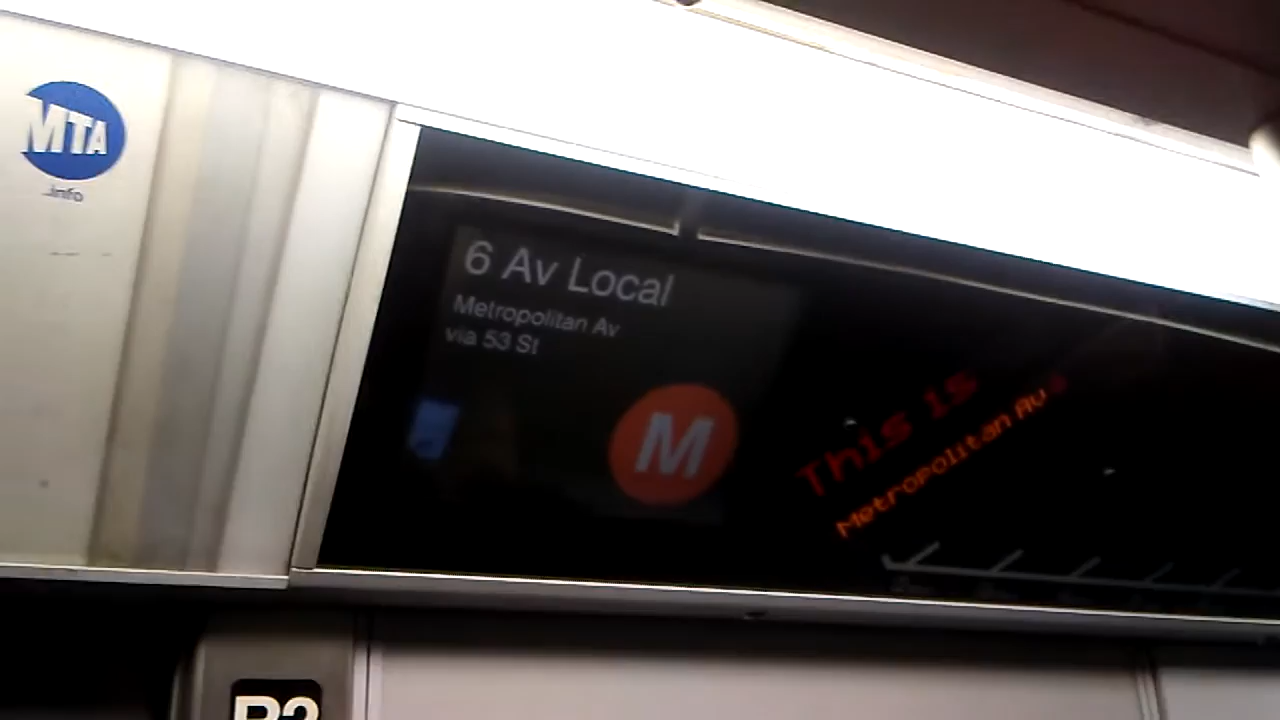 MTA
.info
6 Av Local
Metropolitan Av
via 53 St
M
This is
Metropolitan Av